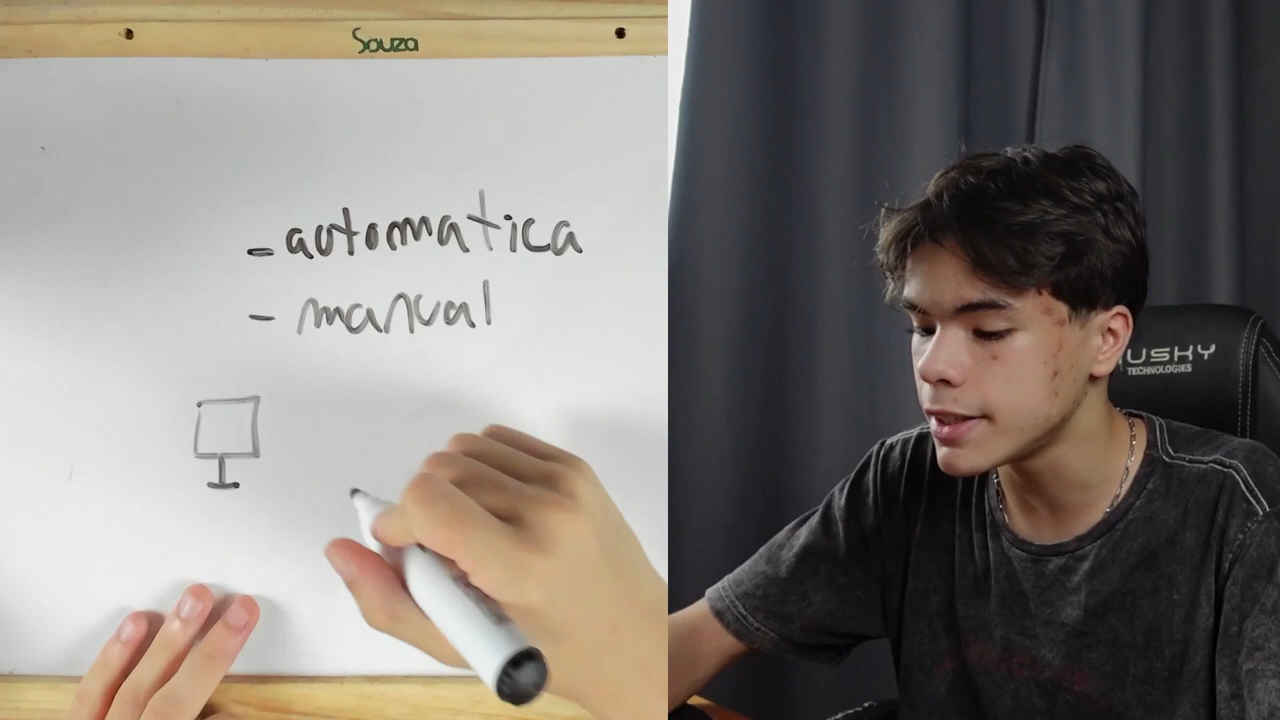 Souza
- automatica
- manual
USKY
TECHNOLOGIES